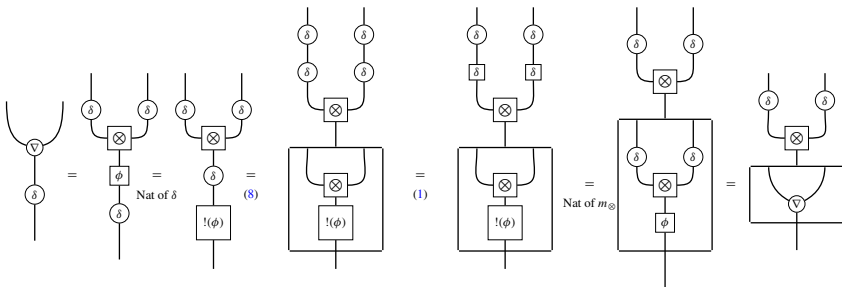 δ δ δ δ
δ δ δ δ δ δ
δ δ δ δ ⊗ ⊗ ⊗ δ δ
⊗ ⊗ ⊗
∇ = ϕ = δ = ⊗ = ⊗ = δ δ = ∇
Nat of δ (8) (1) Nat of m⊗ ⊗
δ δ !(ϕ) !(ϕ) !(ϕ) ϕ